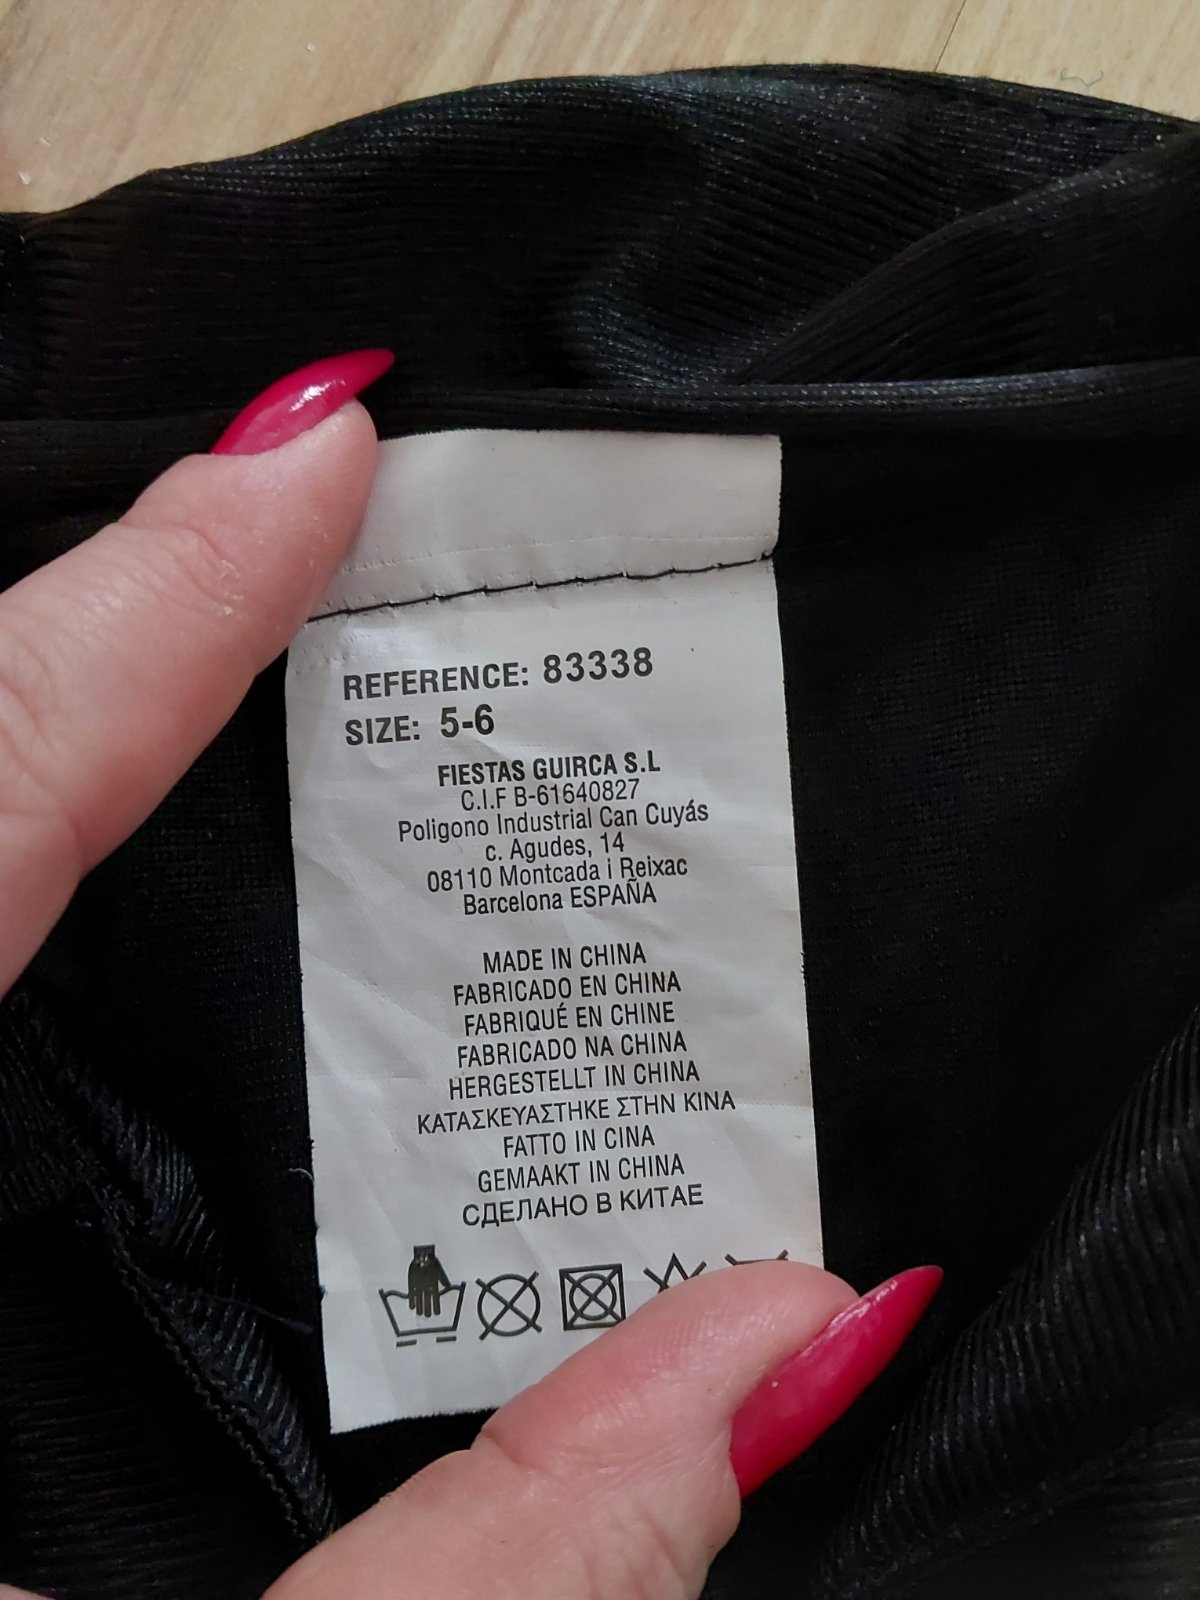 REFERENCE: 83338
SIZE: 5-6
FIESTAS GUIRCA S.L
C.I.F B-61640827
Poligono Industrial Can Cuyás
c. Agudes, 14
08110 Montcada i Reixac
Barcelona ESPAÑA
MADE IN CHINA
FABRICADO EN CHINA
FABRIQUÉ EN CHINE
FABRICADO NA CHINA
HERGESTELLT IN CHINA
ΚΑΤΑΣΚΕΥΑΣΤΗΚΕ ΣΤΗΝ ΚΙΝΑ
FATTO IN CINA
GEMAAKT IN CHINA
СДЕЛАНО В КИТАЕ